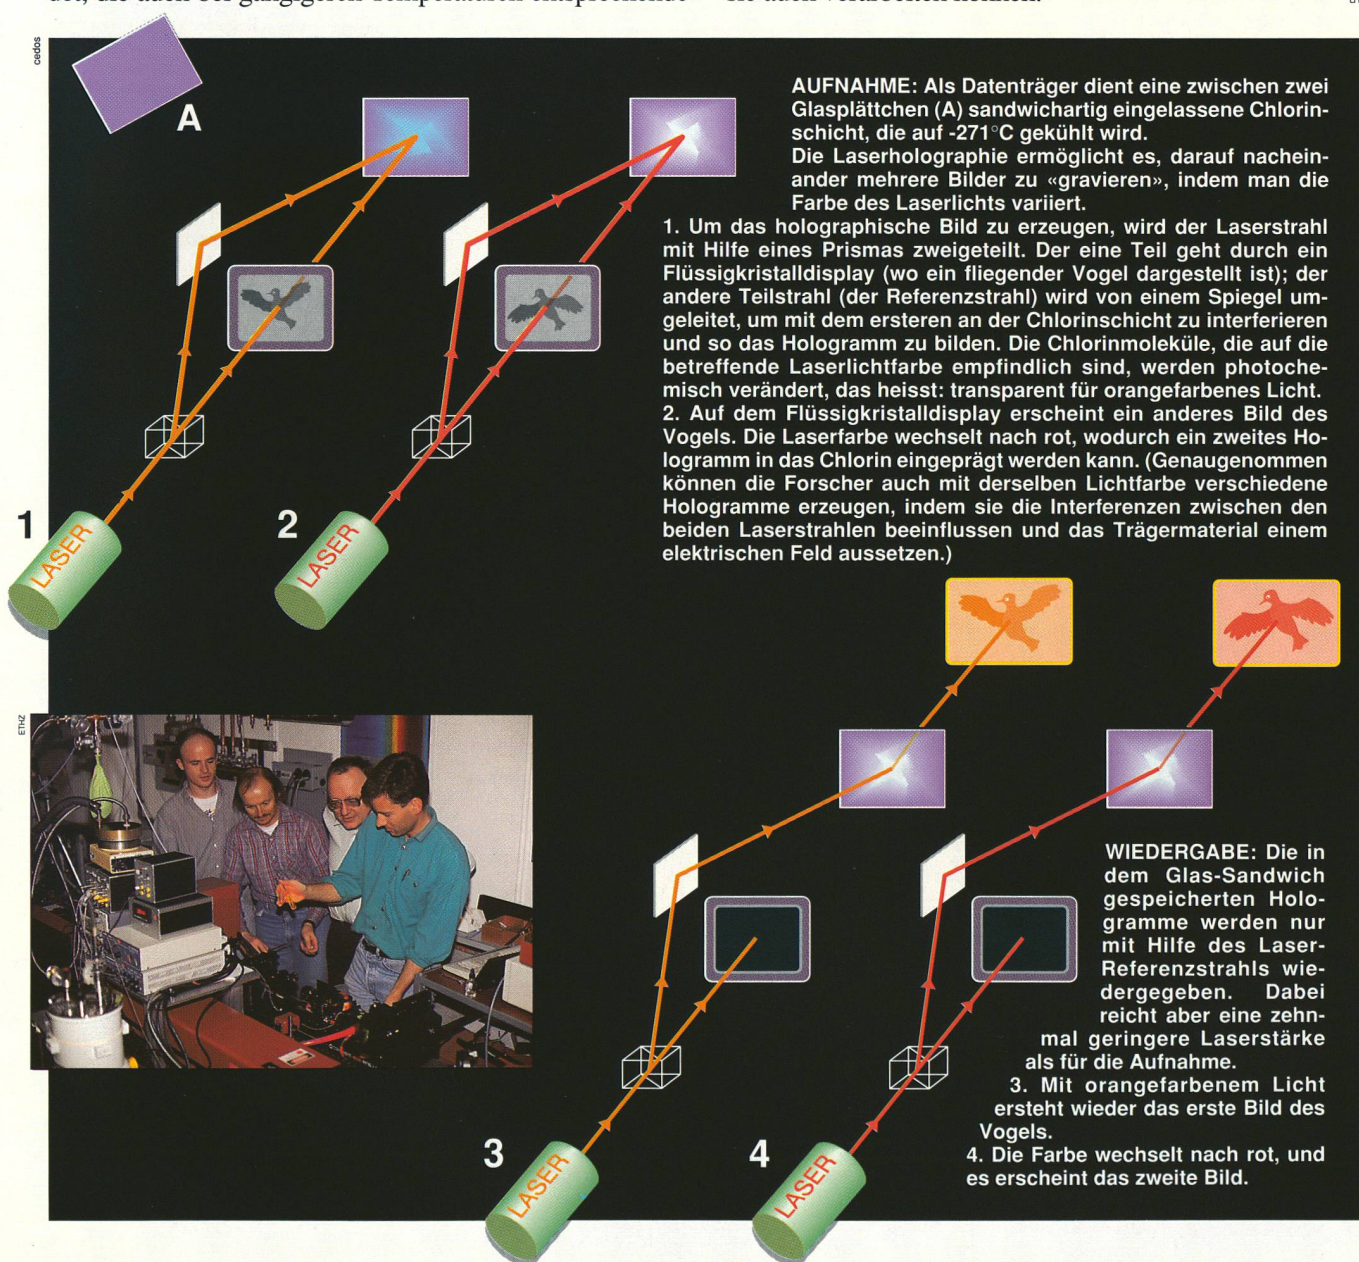 det, die auch bei gängigeren Temperaturen entsprechende
sie auch verarbeiten können.
cedos
A
AUFNAHME: Als Datenträger dient eine zwischen zwei
Glasplättchen (A) sandwichartig eingelassene Chlorin-
schicht, die auf -271°C gekühlt wird.
Die Laserholographie ermöglicht es, darauf nachein-
ander mehrere Bilder zu «gravieren», indem man die
Farbe des Laserlichts variiert.
1. Um das holographische Bild zu erzeugen, wird der Laserstrahl
mit Hilfe eines Prismas zweigeteilt. Der eine Teil geht durch ein
Flüssigkristalldisplay (wo ein fliegender Vogel dargestellt ist); der
andere Teilstrahl (der Referenzstrahl) wird von einem Spiegel um-
geleitet, um mit dem ersteren an der Chlorinschicht zu interferieren
und so das Hologramm zu bilden. Die Chlorinmoleküle, die auf die
betreffende Laserlichtfarbe empfindlich sind, werden photoche-
misch verändert, das heisst: transparent für orangefarbenes Licht.
2. Auf dem Flüssigkristalldisplay erscheint ein anderes Bild des
Vogels. Die Laserfarbe wechselt nach rot, wodurch ein zweites Ho-
logramm in das Chlorin eingeprägt werden kann. (Genaugenommen
können die Forscher auch mit derselben Lichtfarbe verschiedene
Hologramme erzeugen, indem sie die Interferenzen zwischen den
beiden Laserstrahlen beeinflussen und das Trägermaterial einem
elektrischen Feld aussetzen.)
1
LASER
2
LASER
ETHZ
WIEDERGABE: Die in
dem Glas-Sandwich
gespeicherten Holo-
gramme werden nur
mit Hilfe des Laser-
Referenzstrahls wie-
dergegeben. Dabei
reicht aber eine zehn-
mal geringere Laserstärke
als für die Aufnahme.
3. Mit orangefarbenem Licht
ersteht wieder das erste Bild des
Vogels.
4. Die Farbe wechselt nach rot, und
es erscheint das zweite Bild.
3
LASER
4
LASER